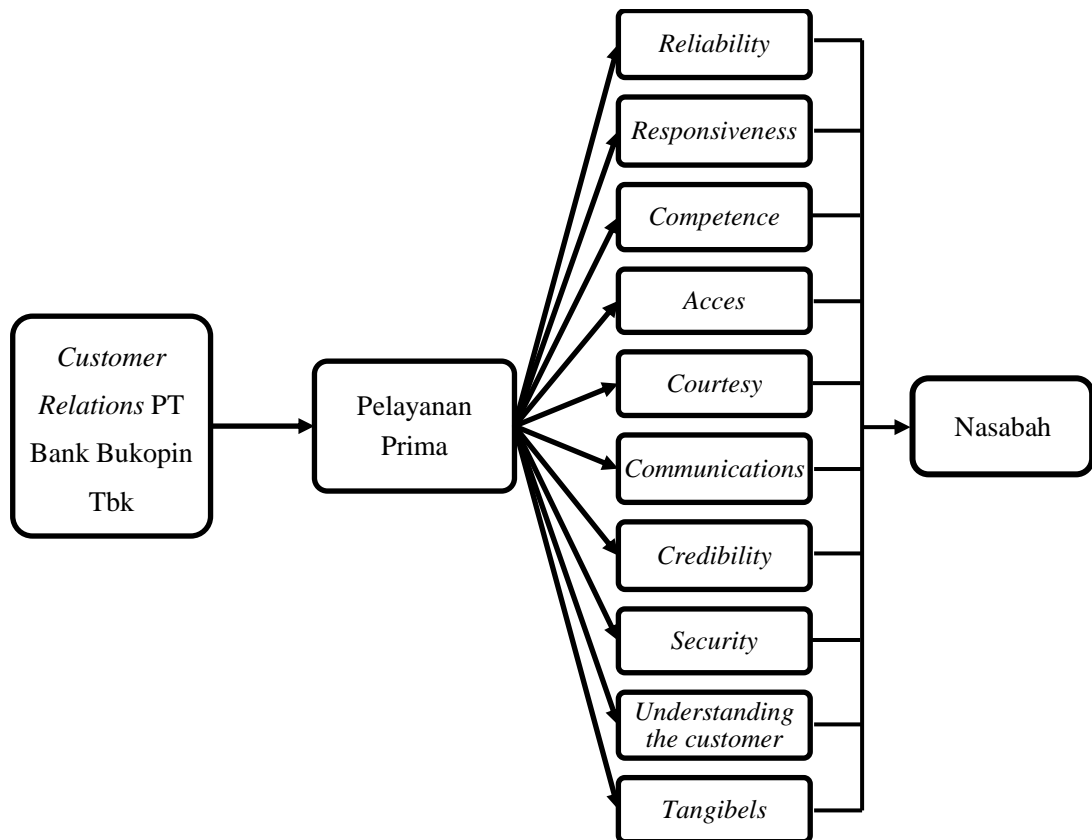 Customer
Relations PT
Bank Bukopin
Tbk
Pelayanan
Prima
Reliability
Responsiveness
Competence
Acces
Courtesy
Communications
Credibility
Security
Understanding
the customer
Tangibels
Nasabah